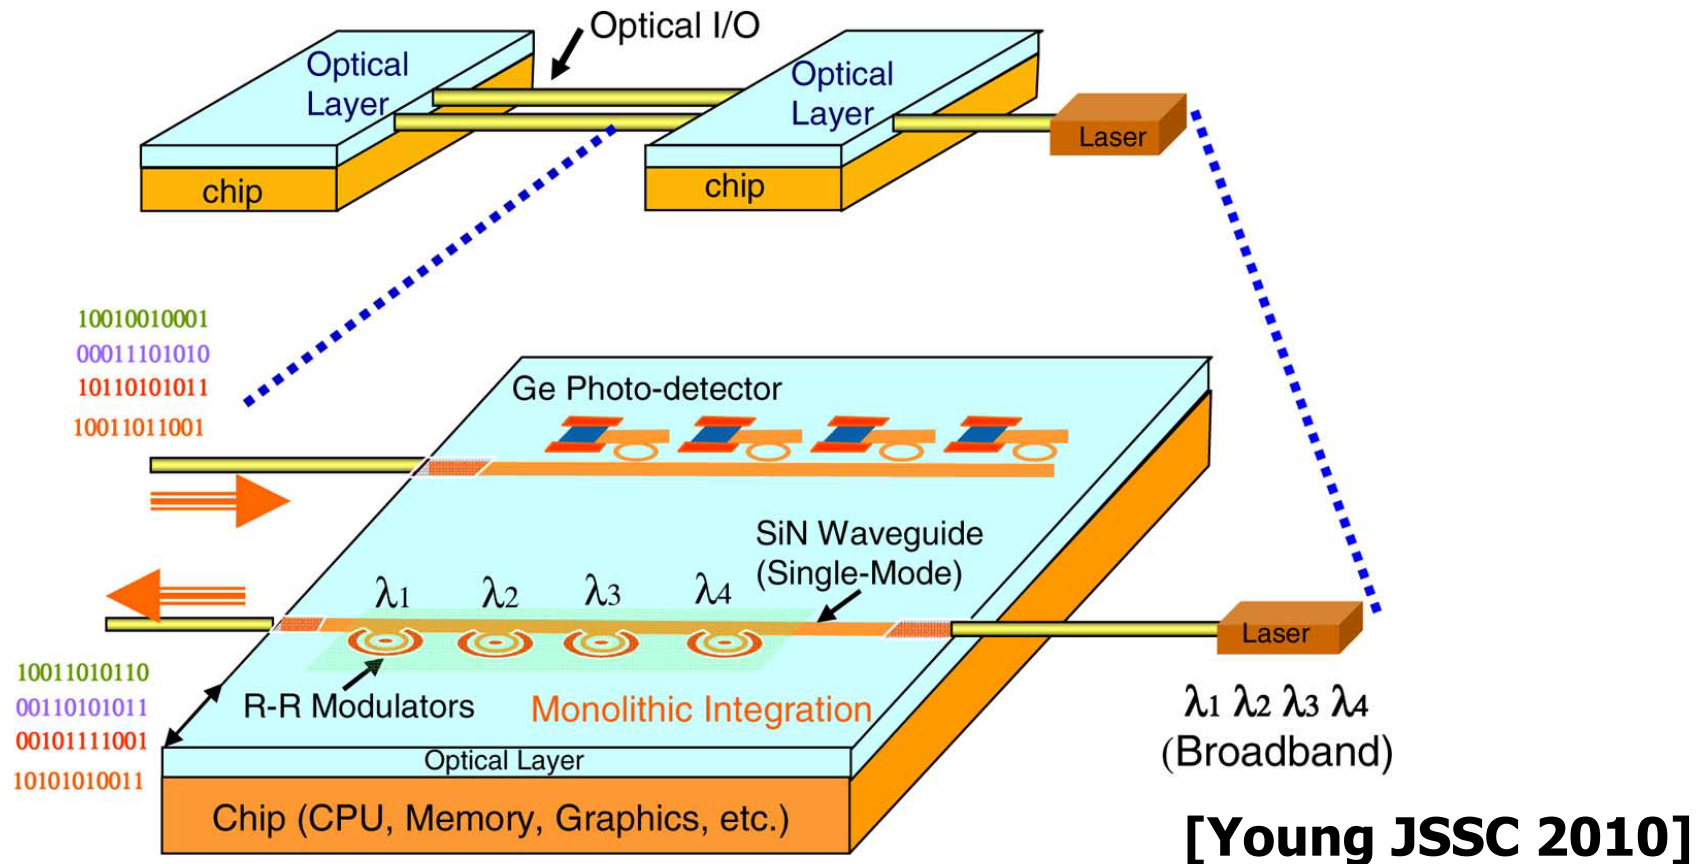 Optical I/O
Optical
Layer
Optical
Layer
Laser
chip
chip
10010010001
00011101010
10110101011
10011011001
Ge Photo-detector
SiN Waveguide
(Single-Mode)
λ1 λ2 λ3 λ4
Laser
10011010110
00110101011
00101111001
10101010011
R-R Modulators
Monolithic Integration
λ1 λ2 λ3 λ4
(Broadband)
Optical Layer
Chip (CPU, Memory, Graphics, etc.)
[Young JSSC 2010]